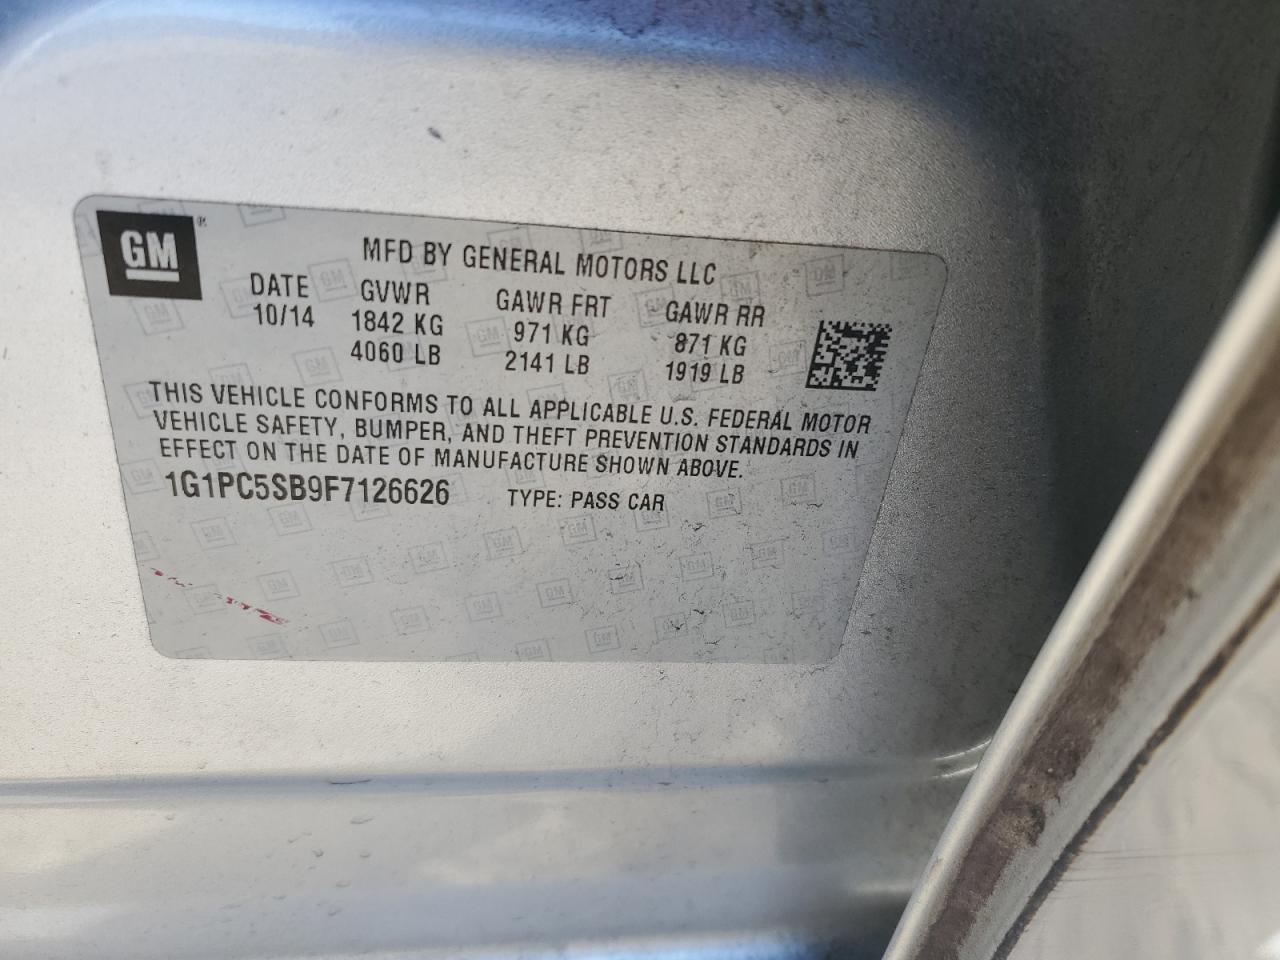 GM ®
MFD BY GENERAL MOTORS LLC
DATE GVWR GAWR FRT GAWR RR
10/14 1842 KG 971 KG 871 KG
4060 LB 2141 LB 1919 LB
THIS VEHICLE CONFORMS TO ALL APPLICABLE U.S. FEDERAL MOTOR
VEHICLE SAFETY, BUMPER, AND THEFT PREVENTION STANDARDS IN
EFFECT ON THE DATE OF MANUFACTURE SHOWN ABOVE.
1G1PC5SB9F7126626 TYPE: PASS CAR